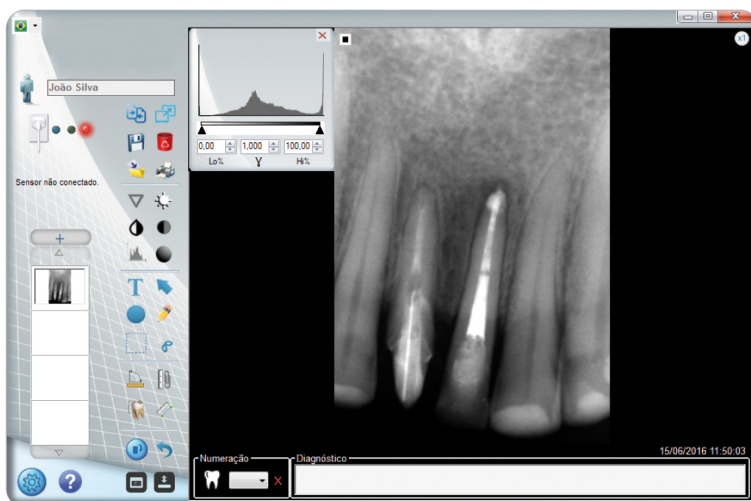 x1
João Silva
0,00
1,000
100,00
Lo%
γ
Hi%
Sensor não conectado.
+
T
15/06/2016 11:50:03
Numeração
X
Diagnóstico
?